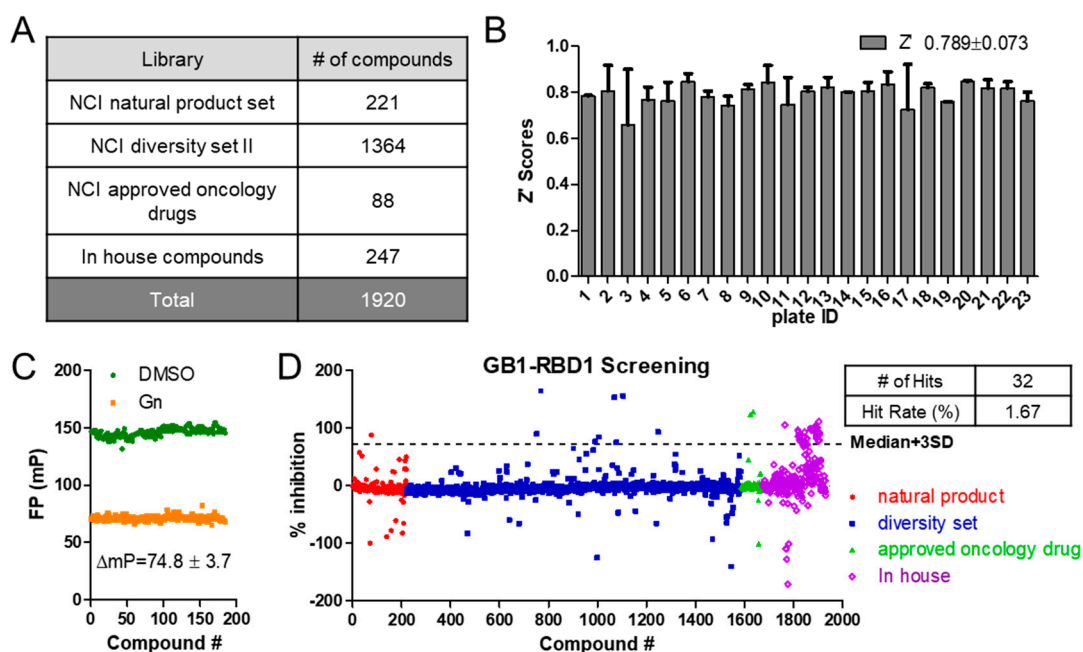 A
Library # of compounds
NCI natural product set 221
NCI diversity set II 1364
NCI approved oncology
drugs
88
In house compounds 247
Total 1920
B
Z' 0.789±0.073
1.0
0.8
0.6
0.4
0.2
0.0
Z' Scores
1 2 3 4 5 6 7 8 9 10 11 12 13 14 15 16 17 18 19 20 21 22 23
plate ID
C
DMSO
Gn
200
150
100
50
0
FP (mP)
ΔmP=74.8 ± 3.7
0 50 100 150 200
Compound #
D
GB1-RBD1 Screening
200
100
0
-100
-200
% inhibition
0 200 400 600 800 1000 1200 1400 1600 1800 2000
Compound #
# of Hits 32
Hit Rate (%) 1.67
Median+3SD
natural product
diversity set
approved oncology drug
In house